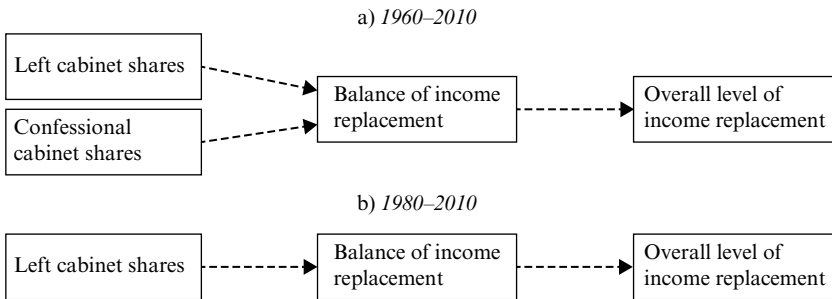 a) 1960–2010
Left cabinet shares
Confessional
cabinet shares
Balance of income
replacement
Overall level of
income replacement
b) 1980–2010
Left cabinet shares
Balance of income
replacement
Overall level of
income replacement